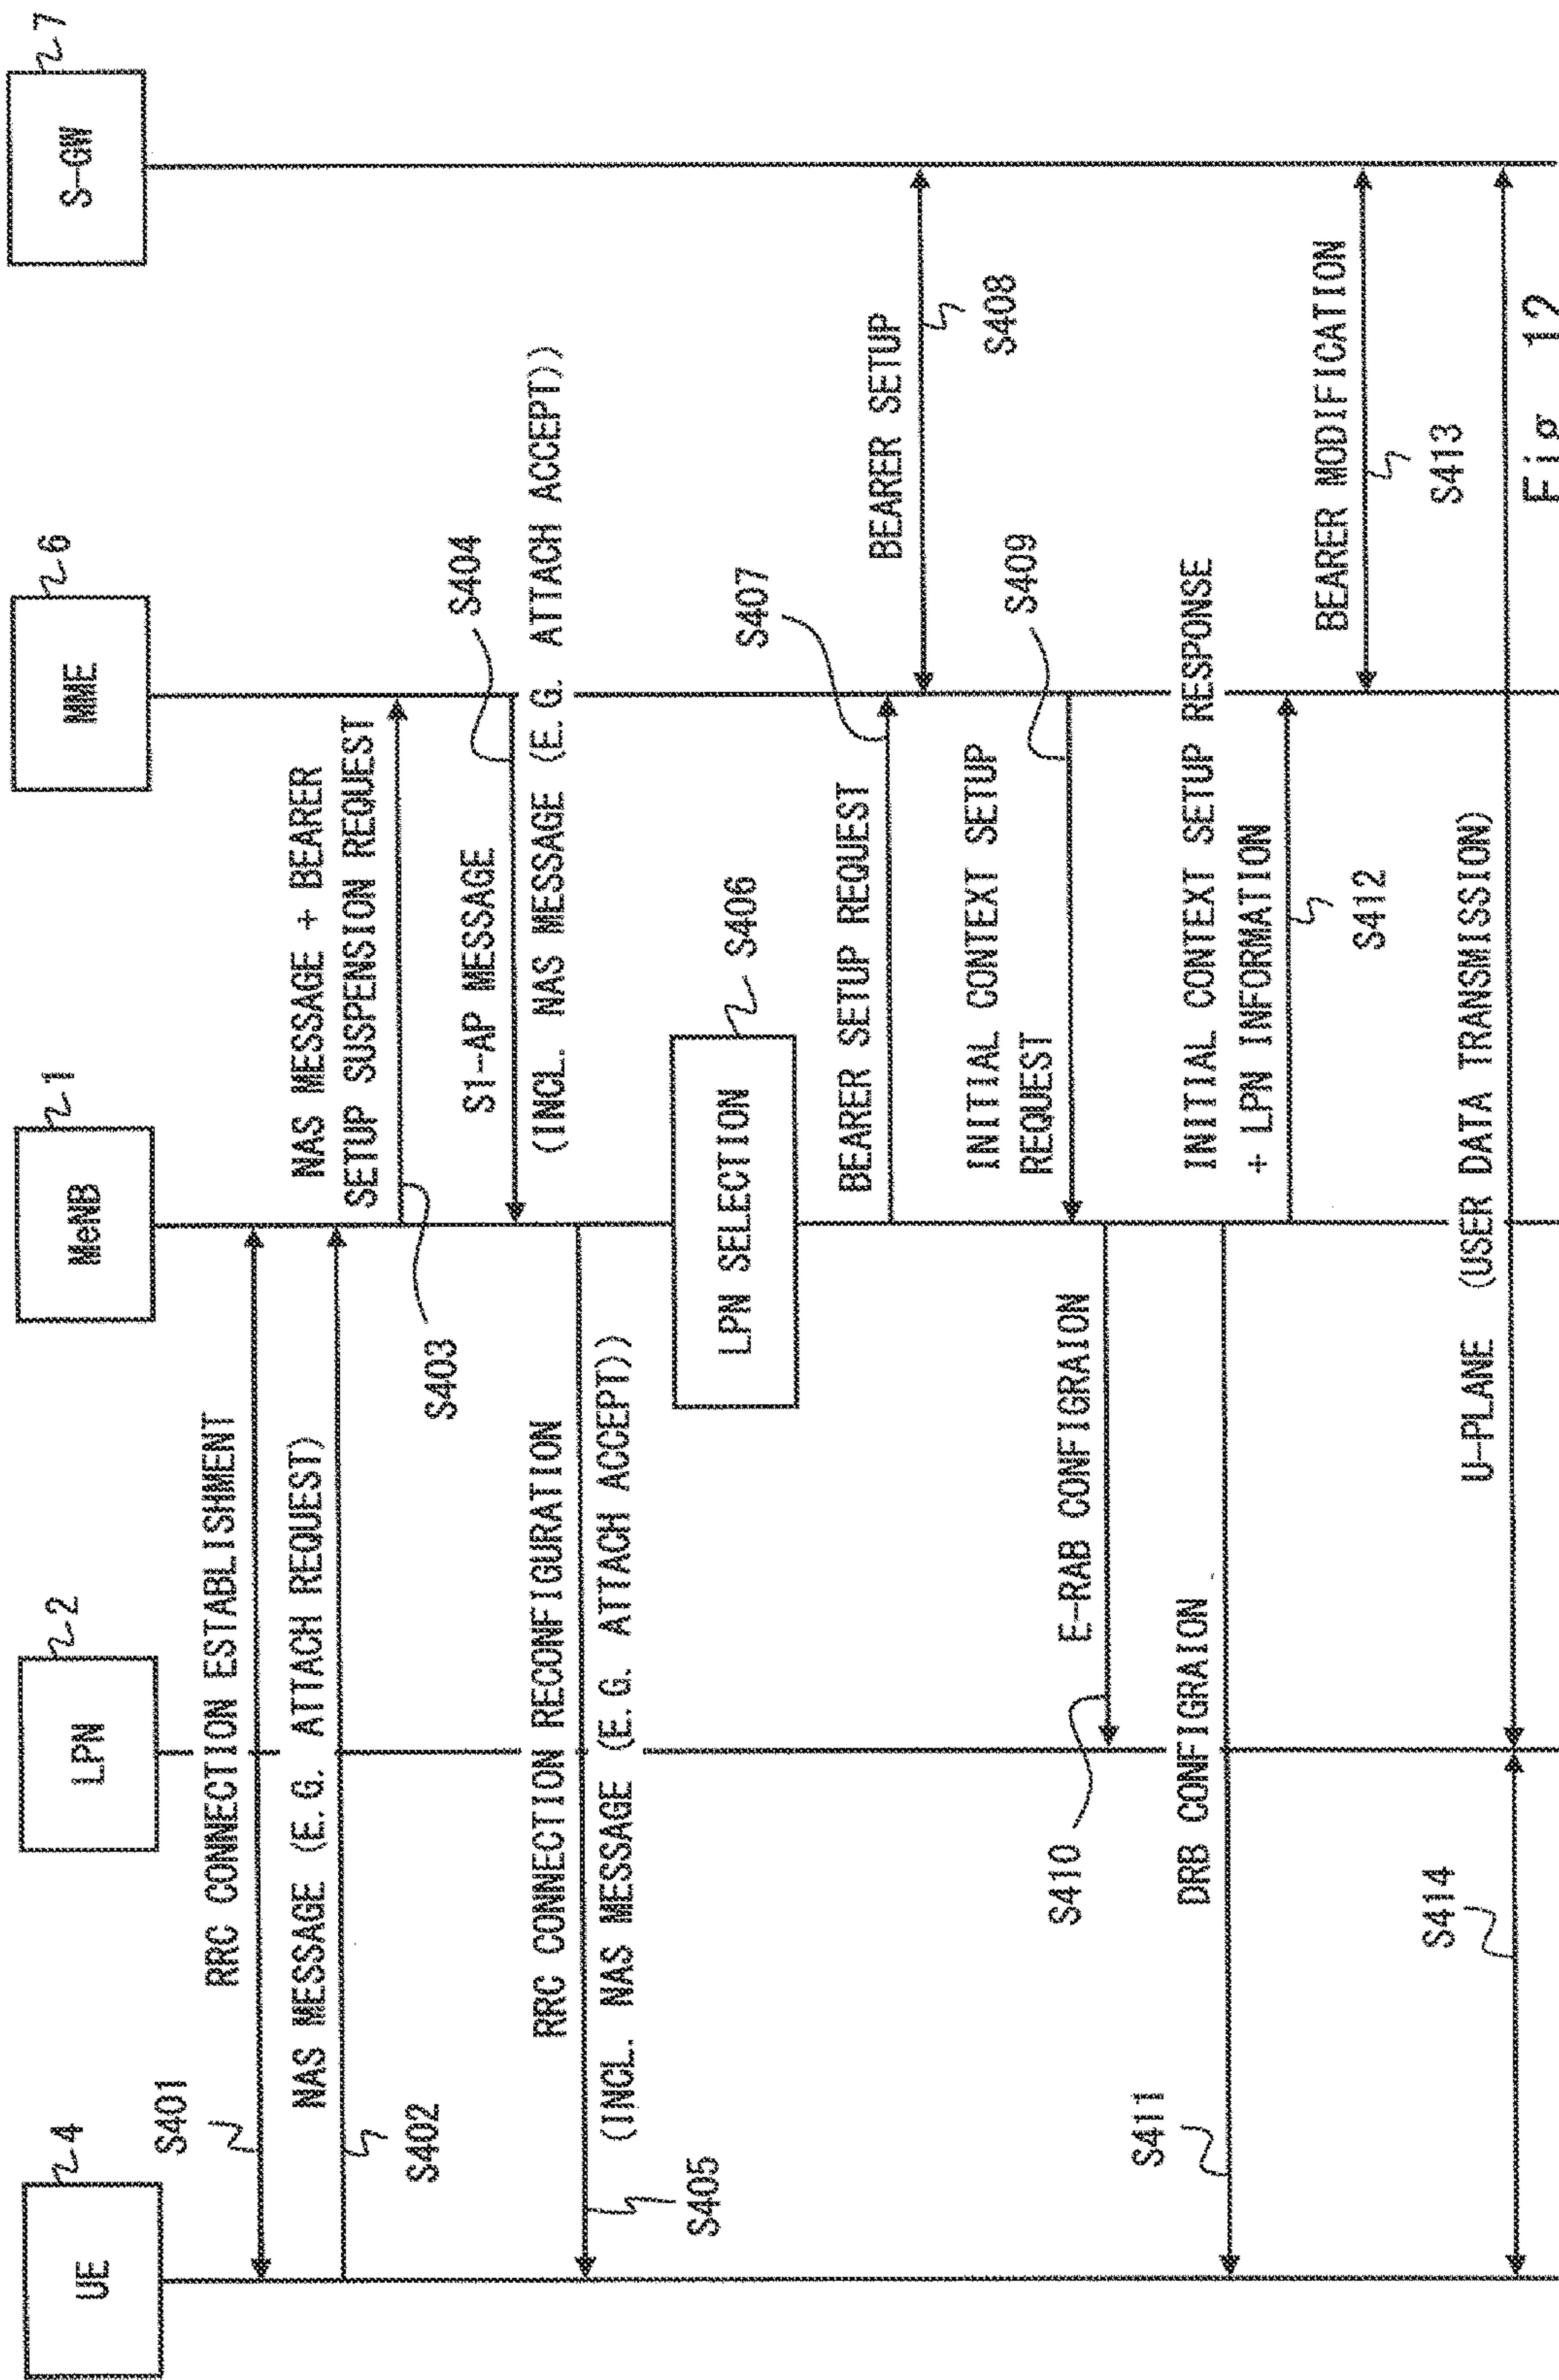 UE
4
LPN
2
MeNB
1
MME
6
S-GW
7
S401
RRC CONNECTION ESTABLISHMENT
NAS MESSAGE (E.G. ATTACH REQUEST)
S402
NAS MESSAGE + BEARER
SETUP SUSPENSION REQUEST
S403
S1-AP MESSAGE
S404
(INCL. NAS MESSAGE (E.G. ATTACH ACCEPT))
RRC CONNECTION RECONFIGURATION
(INCL. NAS MESSAGE (E.G. ATTACH ACCEPT))
S405
LPN SELECTION
S406
S407
BEARER SETUP REQUEST
BEARER SETUP
S408
INITIAL CONTEXT SETUP
REQUEST
S409
E-RAB CONFIGRAION
S410
DRB CONFIGRAION
S411
INITIAL CONTEXT SETUP RESPONSE
+ LPN INFORMATION
S412
BEARER MODIFICATION
S413
S414
U-PLANE (USER DATA TRANSMISSION)
Fig. 12